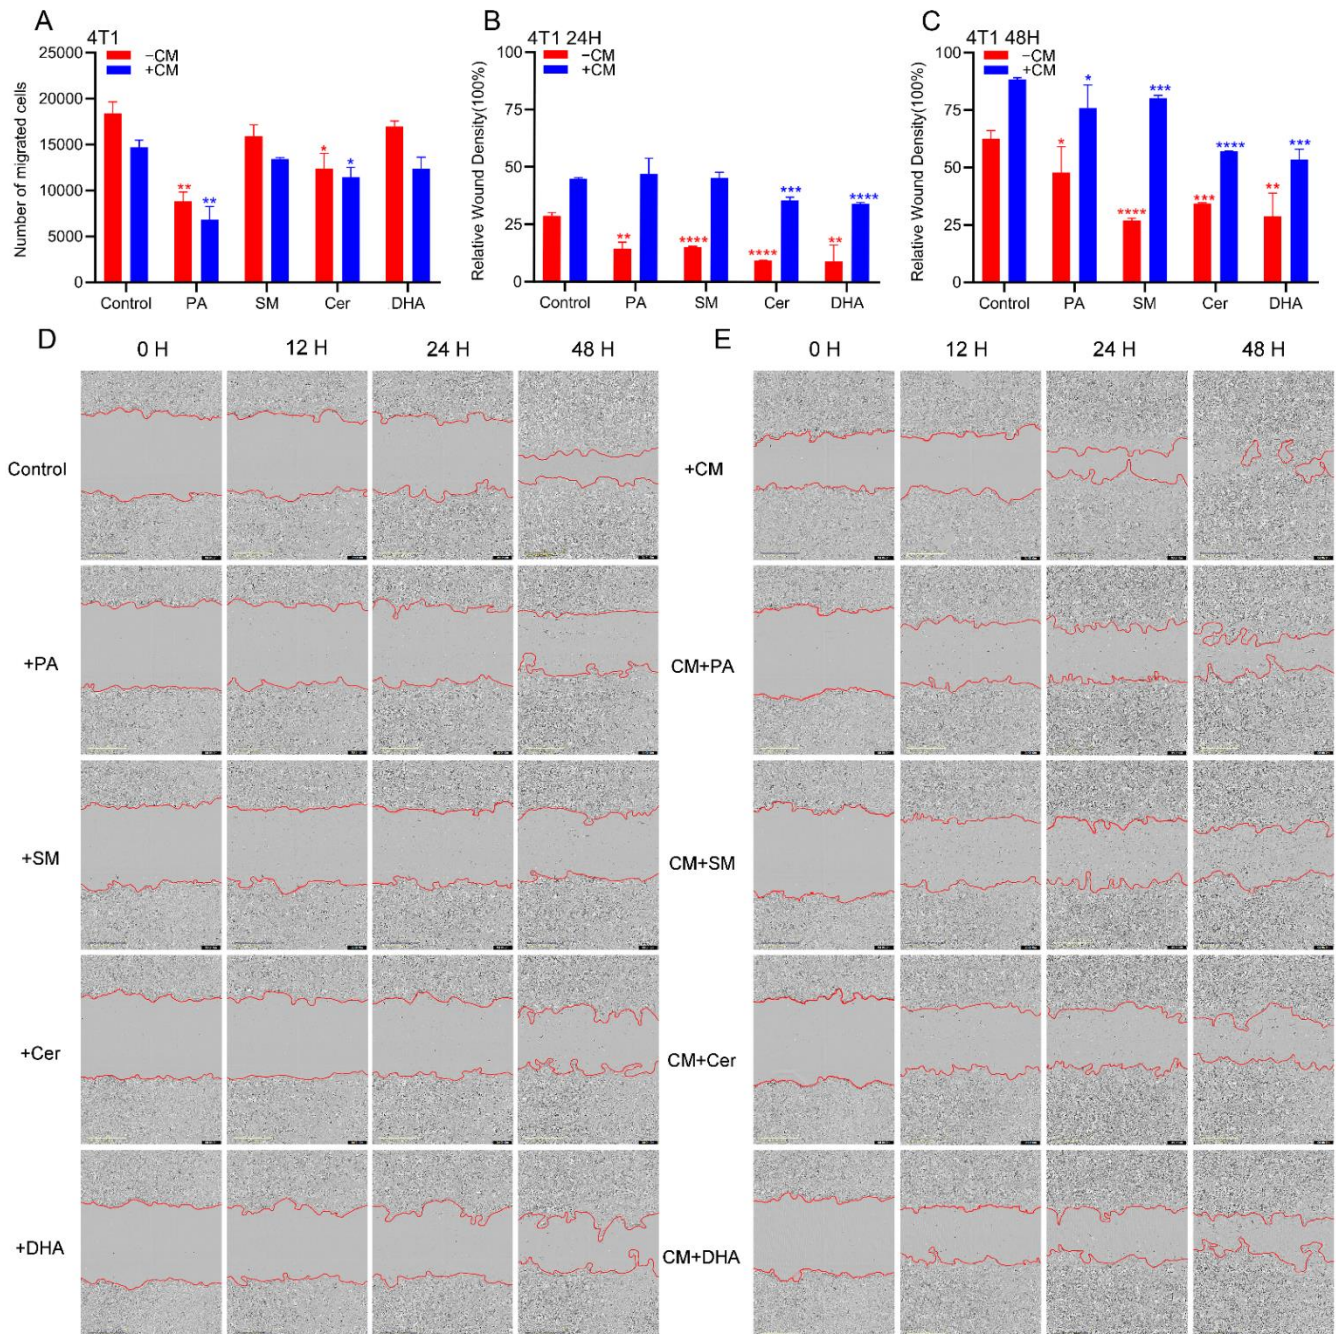 A
4T1
−CM
+CM
Number of migrated cells
25000
20000
15000
10000
5000
0
Control PA SM Cer DHA
** ** * *
B
4T1 24H
−CM
+CM
Relative Wound Density(100%)
100
75
50
25
0
Control PA SM Cer DHA
** **** **** *** ** ****
C
4T1 48H
−CM
+CM
Relative Wound Density(100%)
100
75
50
25
0
Control PA SM Cer DHA
* * **** *** *** **** ** ***
D
0 H 12 H 24 H 48 H
Control
+PA
+SM
+Cer
+DHA
E
0 H 12 H 24 H 48 H
+CM
CM+PA
CM+SM
CM+Cer
CM+DHA